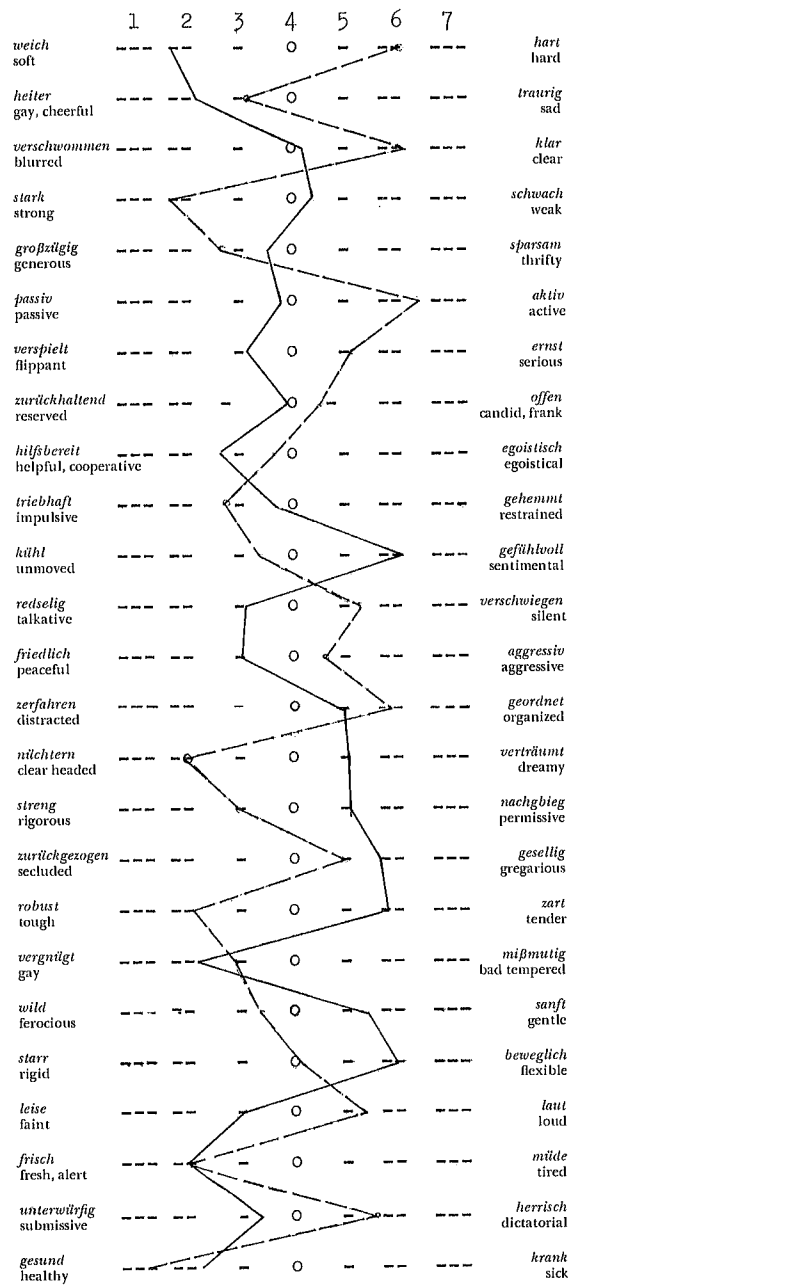 1 2 3 4 5 6 7
weich hart
soft hard
heiter traurig
gay, cheerful sad
verschwommen klar
blurred clear
stark schwach
strong weak
großzügig sparsam
generous thrifty
passiv aktiv
passive active
verspielt ernst
flippant serious
zurückhaltend offen
reserved candid, frank
hilfsbereit egoistisch
helpful, cooperative egoistical
triebhaft gehemmt
impulsive restrained
kühl gefühlvoll
unmoved sentimental
redselig verschwiegen
talkative silent
friedlich aggressiv
peaceful aggressive
zerfahren geordnet
distracted organized
nüchtern verträumt
clear headed dreamy
streng nachgbieg
rigorous permissive
zurückgezogen gesellig
secluded gregarious
robust zart
tough tender
vergnügt mißmutig
gay bad tempered
wild sanft
ferocious gentle
starr beweglich
rigid flexible
leise laut
faint loud
frisch müde
fresh, alert tired
unterwürfig herrisch
submissive dictatorial
gesund krank
healthy sick